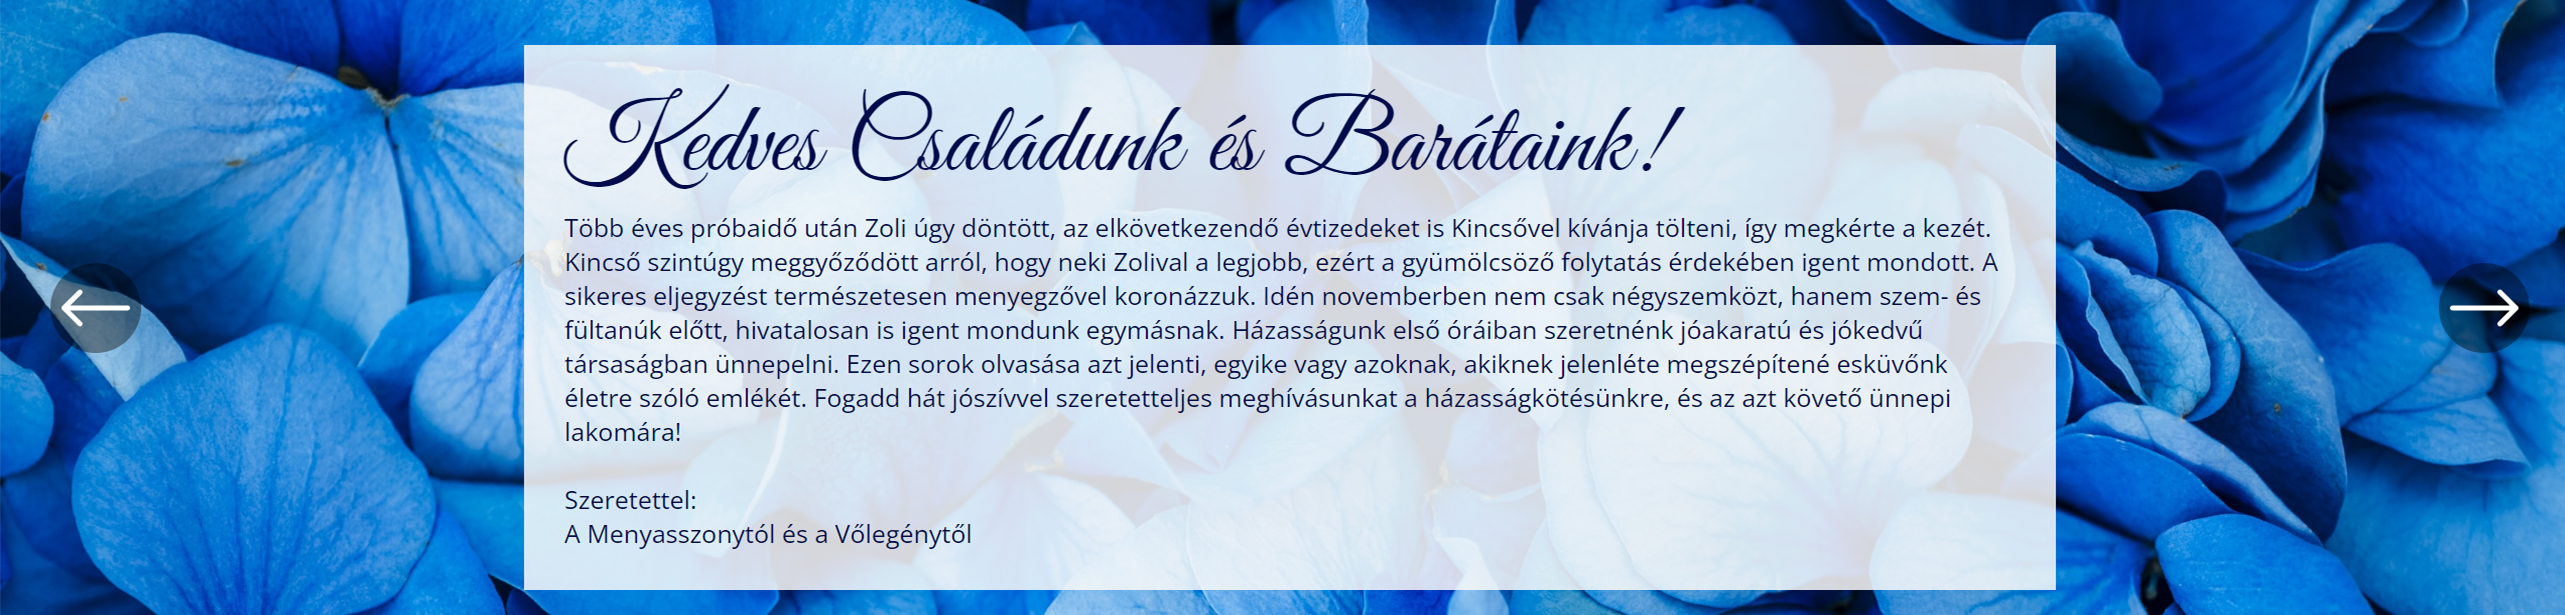 Kedves Családunk és Barátaink!
Több éves próbaidő után Zoli úgy döntött, az elkövetkezendő évtizedeket is Kincsővel kívánja tölteni, így megkérte a kezét.
Kincső szintúgy meggyőződött arról, hogy neki Zolival a legjobb, ezért a gyümölcsöző folytatás érdekében igent mondott. A
sikeres eljegyzést természetesen menyegzővel koronázzuk. Idén novemberben nem csak négyszemközt, hanem szem- és
fültanúk előtt, hivatalosan is igent mondunk egymásnak. Házasságunk első óráiban szeretnénk jóakaratú és jókedvű
társaságban ünnepelni. Ezen sorok olvasása azt jelenti, egyike vagy azoknak, akiknek jelenléte megszépítené esküvőnk
életre szóló emlékét. Fogadd hát jószívvel szeretetteljes meghívásunkat a házasságkötésünkre, és az azt követő ünnepi
lakomára!
Szeretettel:
A Menyasszonytól és a Vőlegénytől